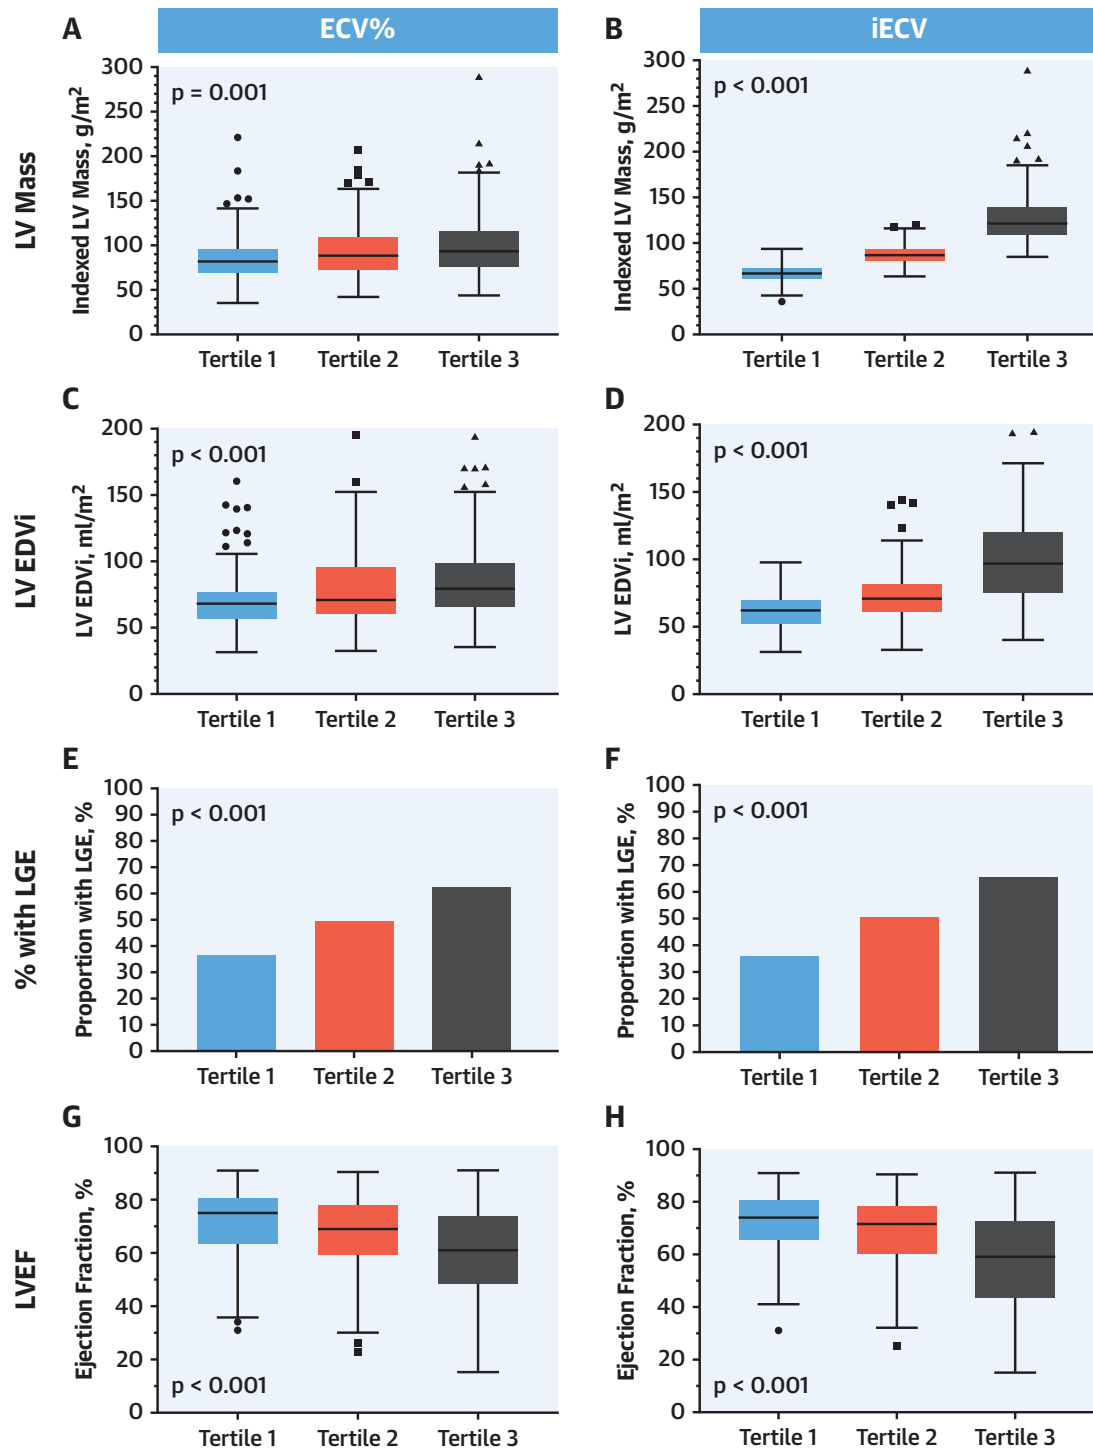 A
ECV%
B
iECV
LV Mass
Indexed LV Mass, g/m²
300
250
200
150
100
50
0
p = 0.001
Tertile 1
Tertile 2
Tertile 3
Indexed LV Mass, g/m²
300
250
200
150
100
50
0
p < 0.001
Tertile 1
Tertile 2
Tertile 3
C
D
LV EDVi
LV EDVi, ml/m²
200
150
100
50
0
p < 0.001
Tertile 1
Tertile 2
Tertile 3
LV EDVi, ml/m²
200
150
100
50
0
p < 0.001
Tertile 1
Tertile 2
Tertile 3
E
F
% with LGE
Proportion with LGE, %
100
90
80
70
60
50
40
30
20
10
0
p < 0.001
Tertile 1
Tertile 2
Tertile 3
Proportion with LGE, %
100
90
80
70
60
50
40
30
20
10
0
p < 0.001
Tertile 1
Tertile 2
Tertile 3
G
H
LVEF
Ejection Fraction, %
100
80
60
40
20
0
p < 0.001
Tertile 1
Tertile 2
Tertile 3
Ejection Fraction, %
100
80
60
40
20
0
p < 0.001
Tertile 1
Tertile 2
Tertile 3